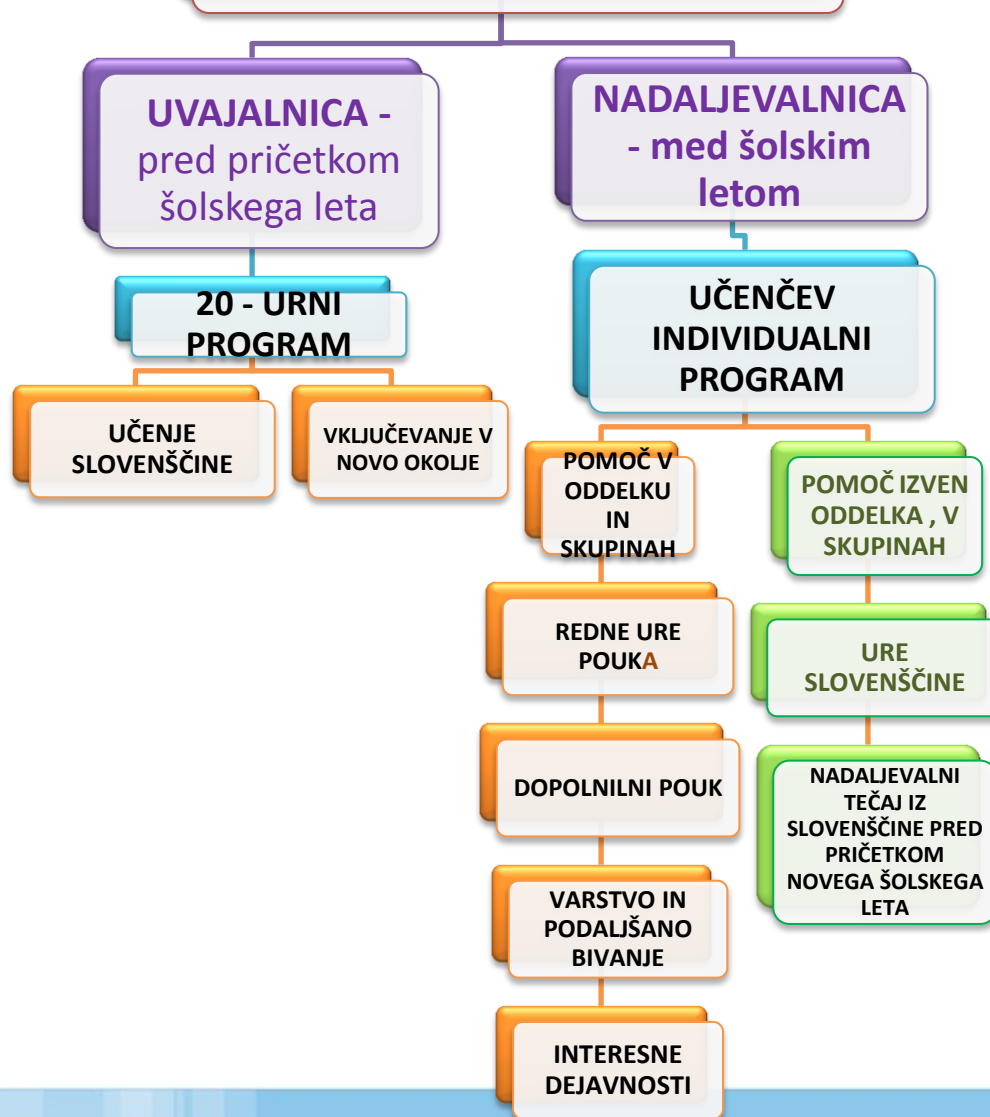 UVAJALNICA -
pred pričetkom
šolskega leta
NADALJEVALNICA
- med šolskim
letom
20 - URNI
PROGRAM
UČENČEV
INDIVIDUALNI
PROGRAM
UČENJE
SLOVENŠČINE
VKLJUČEVANJE V
NOVO OKOLJE
POMOČ V
ODDELKU
IN
SKUPINAH
POMOČ IZVEN
ODDELKA , V
SKUPINAH
REDNE URE
POUKA
URE
SLOVENŠČINE
DOPOLNILNI POUK
NADALJEVALNI
TEČAJ IZ
SLOVENŠČINE PRED
PRIČETKOM
NOVEGA ŠOLSKEGA
LETA
VARSTVO IN
PODALJŠANO
BIVANJE
INTERESNE
DEJAVNOSTI